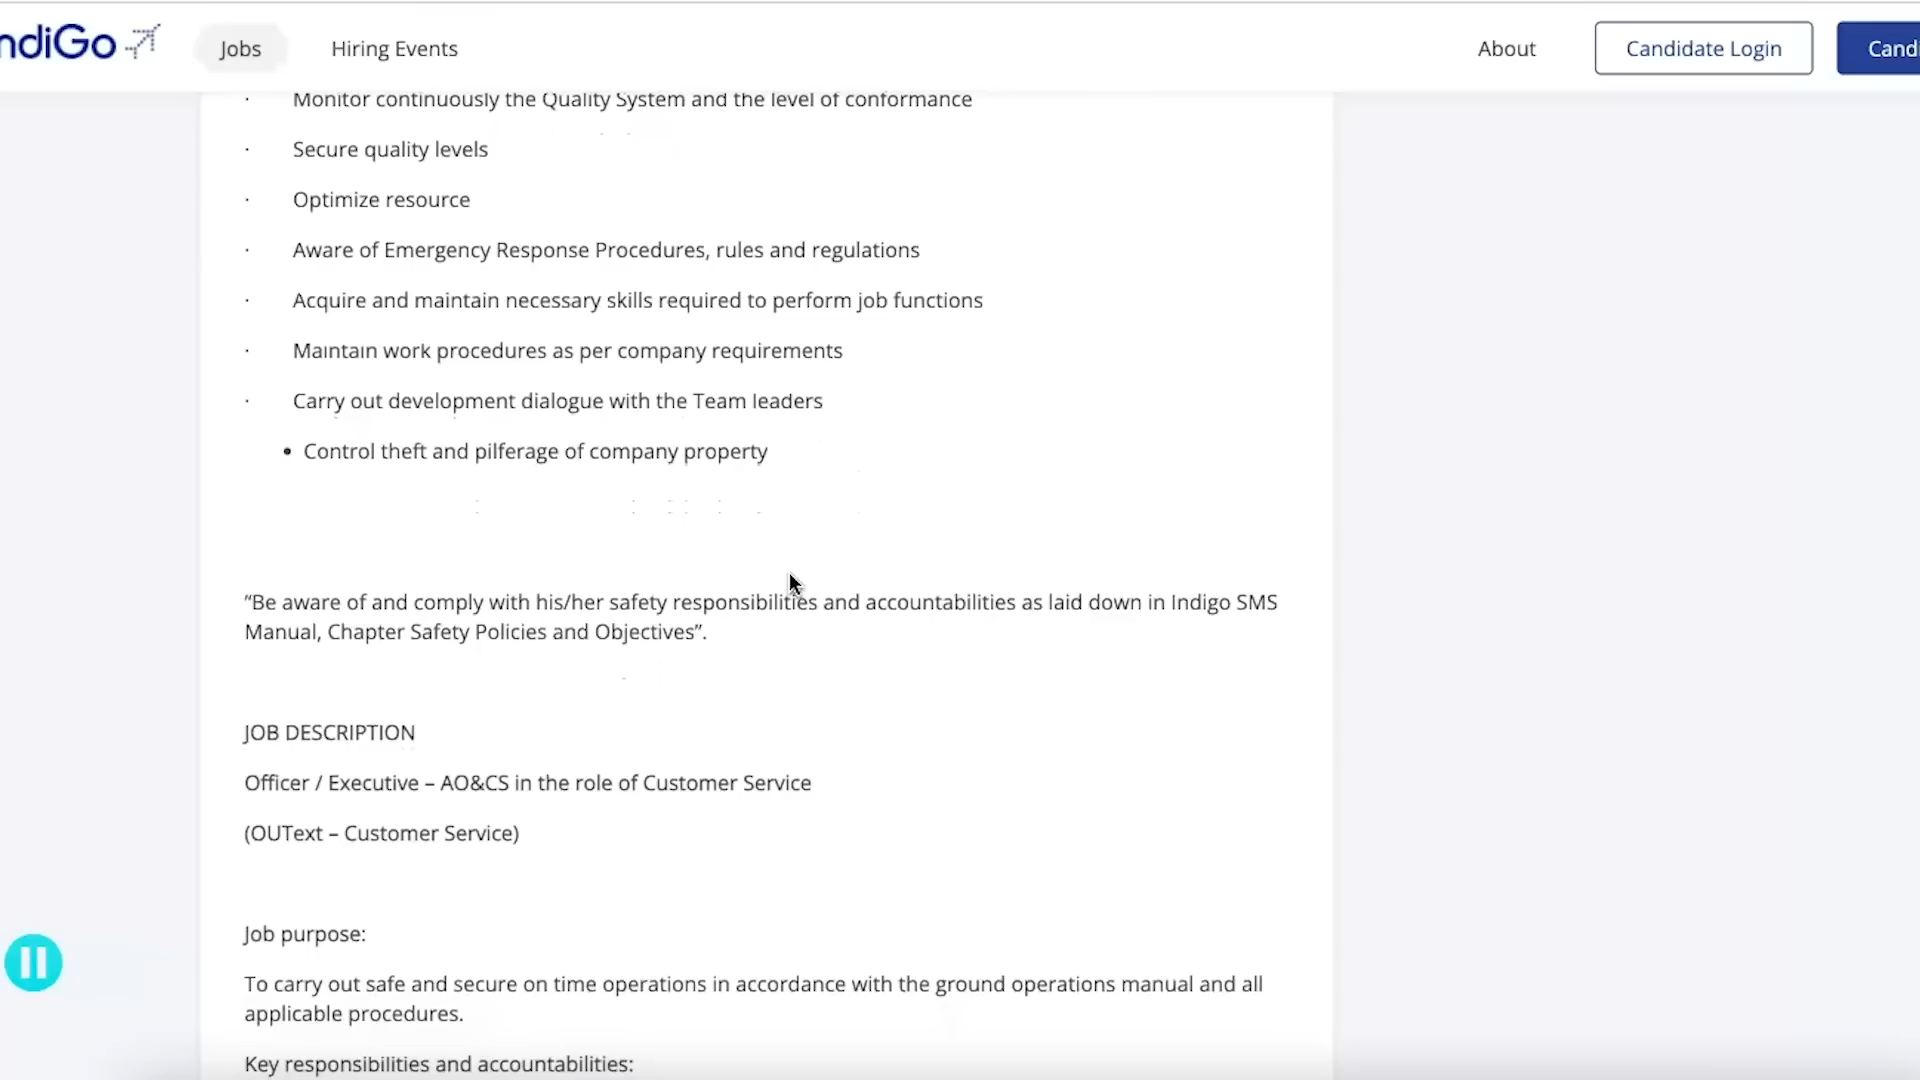 ndiGo
Jobs
Hiring Events
About
Candidate Login
Candi
· Monitor continuously the Quality System and the level of conformance
· Secure quality levels
· Optimize resource
· Aware of Emergency Response Procedures, rules and regulations
· Acquire and maintain necessary skills required to perform job functions
· Maintain work procedures as per company requirements
· Carry out development dialogue with the Team leaders
• Control theft and pilferage of company property
“Be aware of and comply with his/her safety responsibilities and accountabilities as laid down in Indigo SMS
Manual, Chapter Safety Policies and Objectives”.
JOB DESCRIPTION
Officer / Executive – AO&CS in the role of Customer Service
(OUText – Customer Service)
Job purpose:
To carry out safe and secure on time operations in accordance with the ground operations manual and all
applicable procedures.
Key responsibilities and accountabilities: